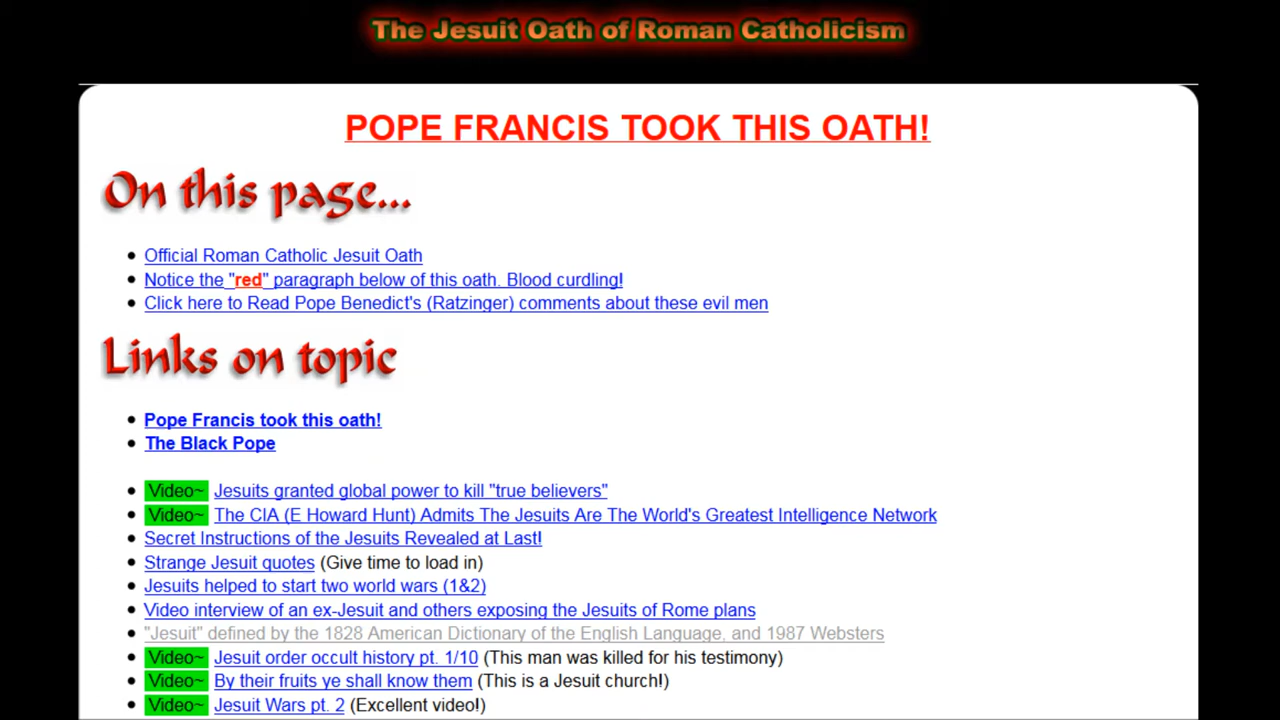 The Jesuit Oath of Roman Catholicism
POPE FRANCIS TOOK THIS OATH!
On this page...
Official Roman Catholic Jesuit Oath
Notice the "red" paragraph below of this oath. Blood curdling!
Click here to Read Pope Benedict's (Ratzinger) comments about these evil men
Links on topic
Pope Francis took this oath!
The Black Pope
Video~ Jesuits granted global power to kill "true believers"
Video~ The CIA (E Howard Hunt) Admits The Jesuits Are The World's Greatest Intelligence Network
Secret Instructions of the Jesuits Revealed at Last!
Strange Jesuit quotes (Give time to load in)
Jesuits helped to start two world wars (1&2)
Video interview of an ex-Jesuit and others exposing the Jesuits of Rome plans
"Jesuit" defined by the 1828 American Dictionary of the English Language, and 1987 Websters
Video~ Jesuit order occult history pt. 1/10 (This man was killed for his testimony)
Video~ By their fruits ye shall know them (This is a Jesuit church!)
Video~ Jesuit Wars pt. 2 (Excellent video!)